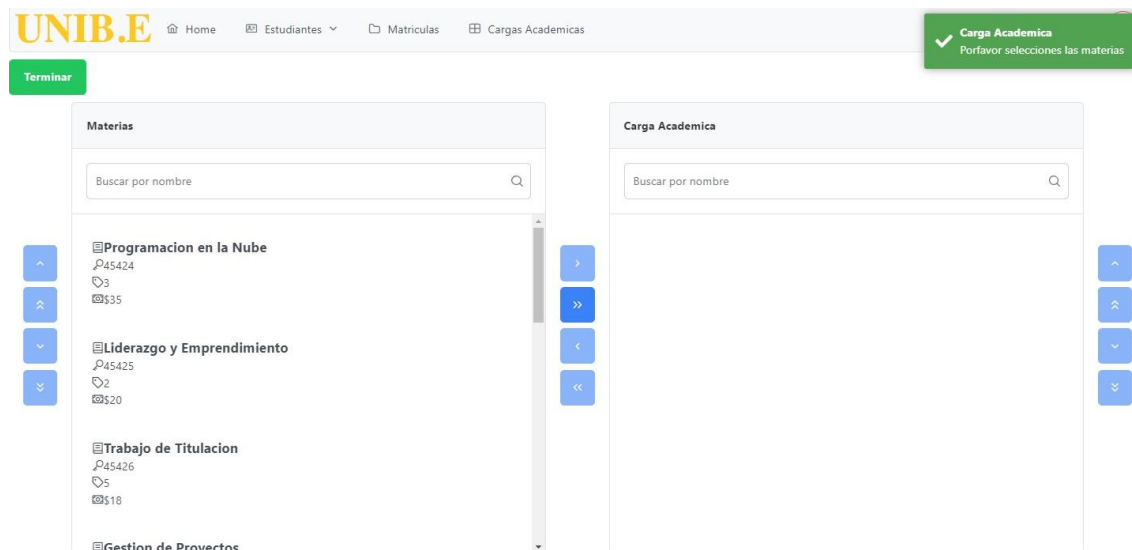 UNIB.E Home Estudiantes Matriculas Cargas Academicas
Carga Academica
Porfavor selecciones las materias
Terminar
Materias
Buscar por nombre
Programacion en la Nube
45424
3
$35
Liderazgo y Emprendimiento
45425
2
$20
Trabajo de Titulacion
45426
5
$18
Gestion de Proyectos
Carga Academica
Buscar por nombre